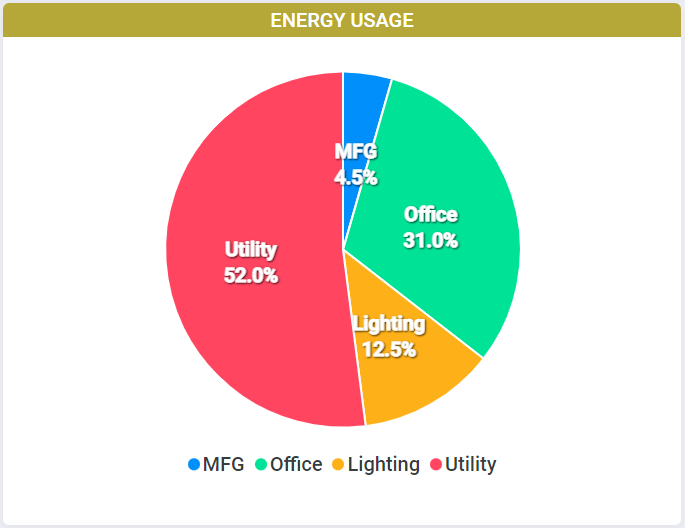 ENERGY USAGE
MFG
4.5%
Office
31.0%
Utility
52.0%
Lighting
12.5%
MFG Office Lighting Utility